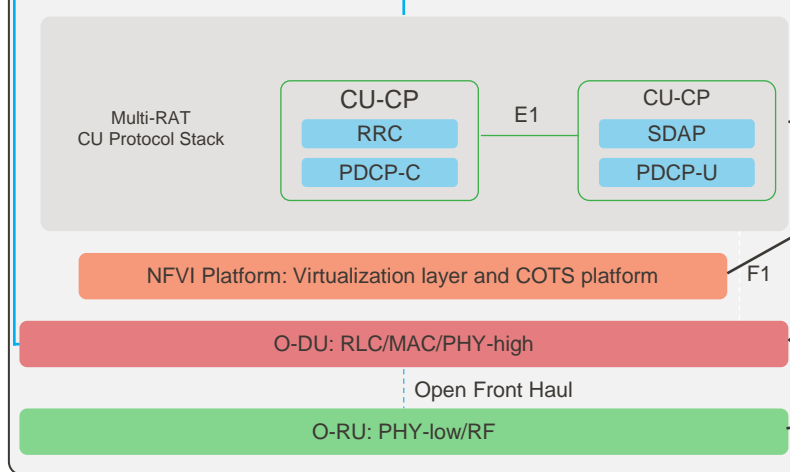 Multi-RAT
CU Protocol Stack
CU-CP
RRC
PDCP-C
E1
CU-CP
SDAP
PDCP-U
NFVI Platform: Virtualization layer and COTS platform
F1
O-DU: RLC/MAC/PHY-high
Open Front Haul
O-RU: PHY-low/RF